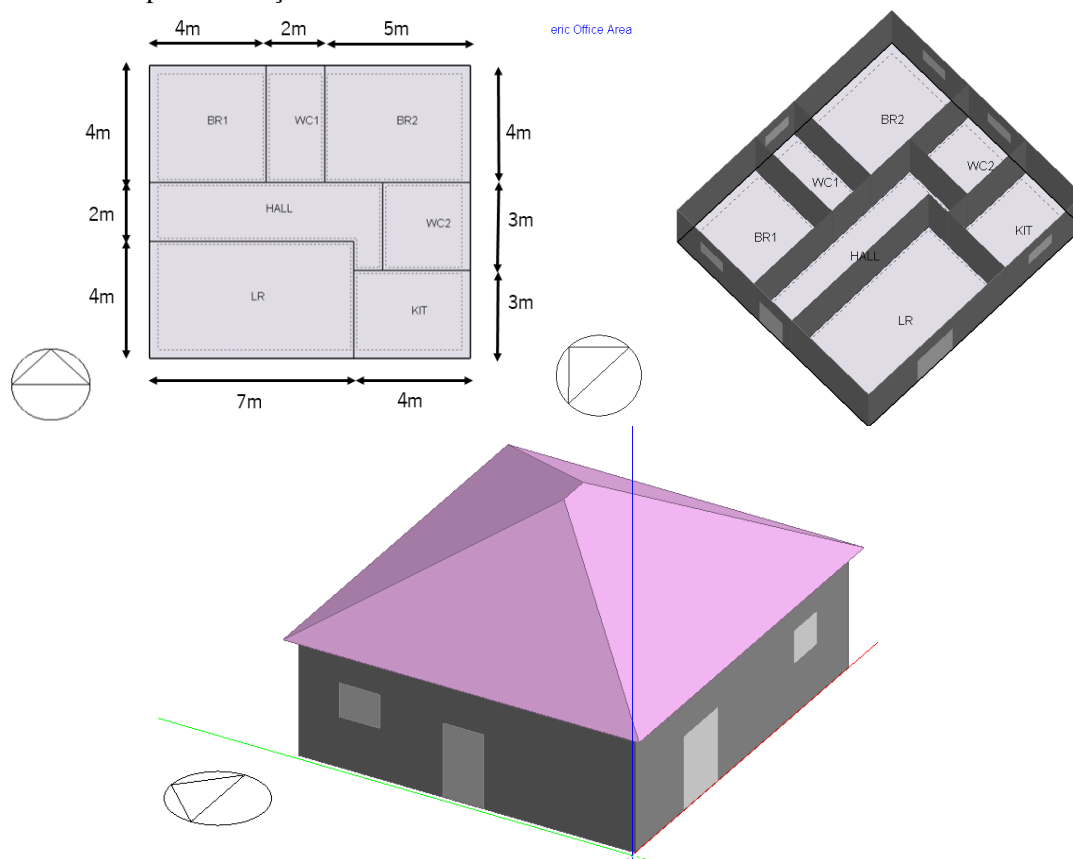 4m 2m 5m
eric Office Area
4m
BR1
WC1
BR2
4m
2m
HALL
WC2
3m
4m
LR
KIT
3m
7m 4m
BR2
WC1
WC2
BR1
HALL
KIT
LR